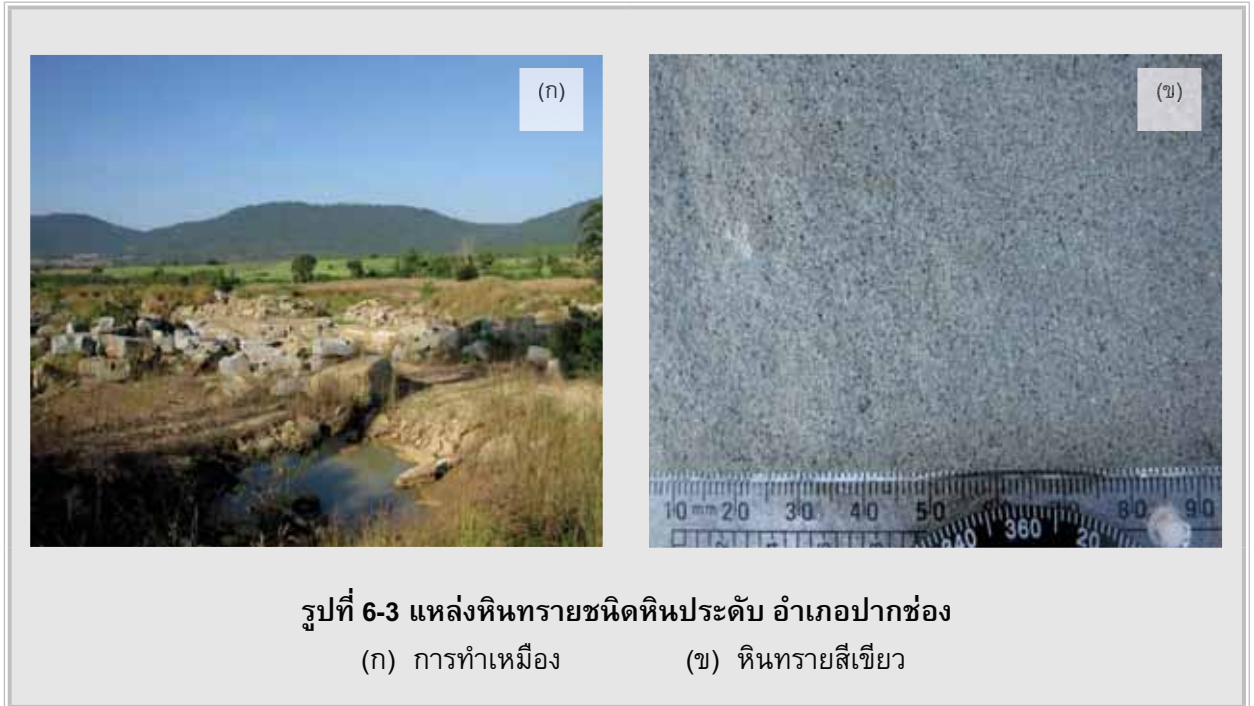 (ก)
(ข)
10 mm 20 30 40 50 80 90
340 360 20
รูปที่ 6-3 แหล่งหินทรายชนิดหินประดับ อำเภอปากช่อง
(ก) การทำเหมือง (ข) หินทรายสีเขียว